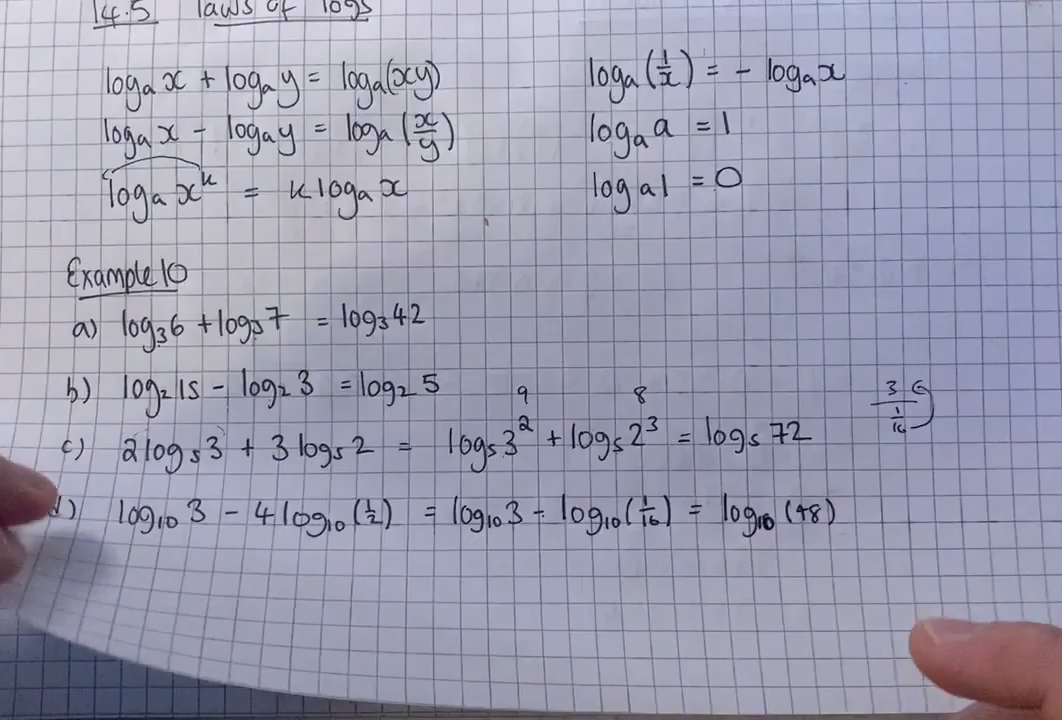 14.5 laws of logs
logₐx + logₐy = logₐ(xy)
logₐx - logₐy = logₐ(x/y)
logₐxᵏ = k logₐx
logₐ(1/x) = - logₐx
logₐa = 1
logₐ1 = 0
Example 10
a) log₃6 + log₃7 = log₃42
b) log₂15 - log₂3 = log₂5
9 8
c) 2log₅3 + 3log₅2 = log₅3² + log₅2³ = log₅72
3
1/16
d) log₁₀3 - 4log₁₀(1/2) = log₁₀3 - log₁₀(1/16) = log₁₀(48)